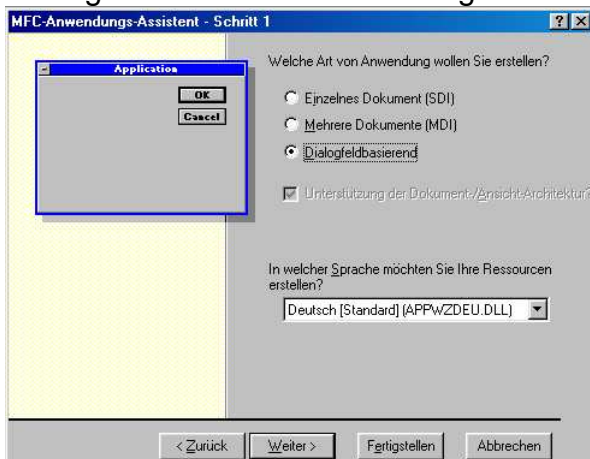 MFC-Anwendungs-Assistent - Schritt 1
Application
OK
Cancel
Welche Art von Anwendung wollen Sie erstellen?
Einzelnes Dokument (SDI)
Mehrere Dokumente (MDI)
Dialogfeldbasierend
Unterstützung der Dokument-/Ansicht-Architektur?
In welcher Sprache möchten Sie Ihre Ressourcen
erstellen?
Deutsch [Standard] (APPWZDEU.DLL)
< Zurück
Weiter >
Fertigstellen
Abbrechen